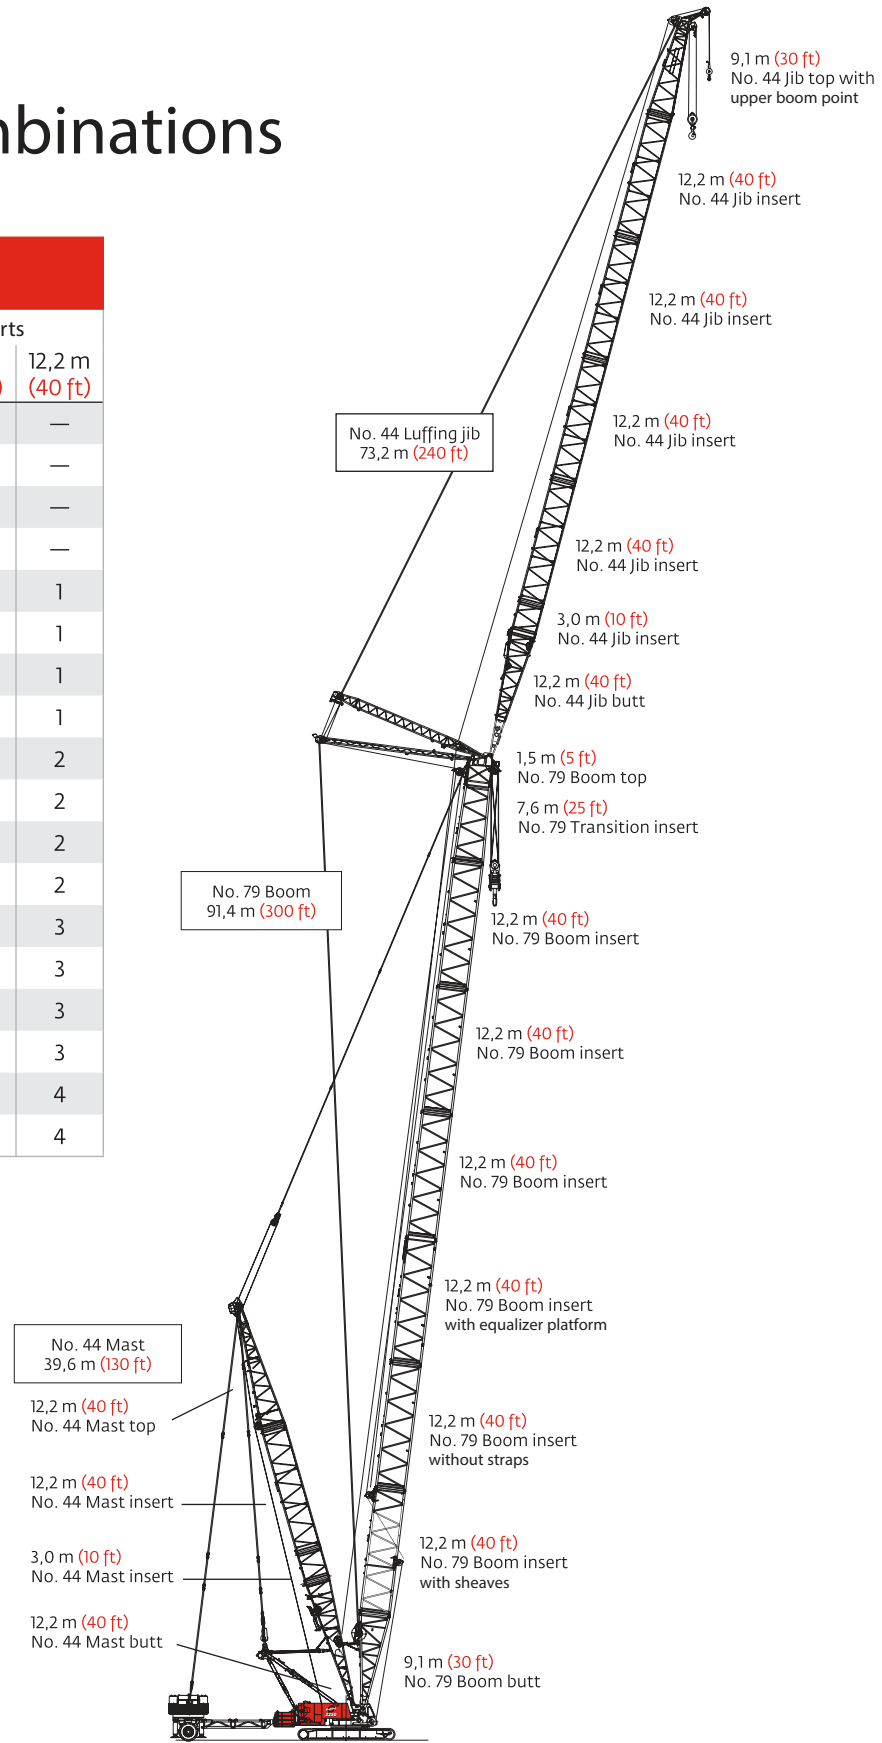 nbinations
rts
12,2 m
(40 ft)
—
—
—
—
1
1
1
1
2
2
2
2
3
3
3
3
4
4
9,1 m (30 ft)
No. 44 Jib top with
upper boom point
12,2 m (40 ft)
No. 44 Jib insert
12,2 m (40 ft)
No. 44 Jib insert
12,2 m (40 ft)
No. 44 Jib insert
No. 44 Luffing jib
73,2 m (240 ft)
12,2 m (40 ft)
No. 44 Jib insert
3,0 m (10 ft)
No. 44 Jib insert
12,2 m (40 ft)
No. 44 Jib butt
1,5 m (5 ft)
No. 79 Boom top
7,6 m (25 ft)
No. 79 Transition insert
No. 79 Boom
91,4 m (300 ft)
12,2 m (40 ft)
No. 79 Boom insert
12,2 m (40 ft)
No. 79 Boom insert
12,2 m (40 ft)
No. 79 Boom insert
12,2 m (40 ft)
No. 79 Boom insert
with equalizer platform
12,2 m (40 ft)
No. 79 Boom insert
without straps
12,2 m (40 ft)
No. 79 Boom insert
with sheaves
9,1 m (30 ft)
No. 79 Boom butt
No. 44 Mast
39,6 m (130 ft)
12,2 m (40 ft)
No. 44 Mast top
12,2 m (40 ft)
No. 44 Mast insert
3,0 m (10 ft)
No. 44 Mast insert
12,2 m (40 ft)
No. 44 Mast butt